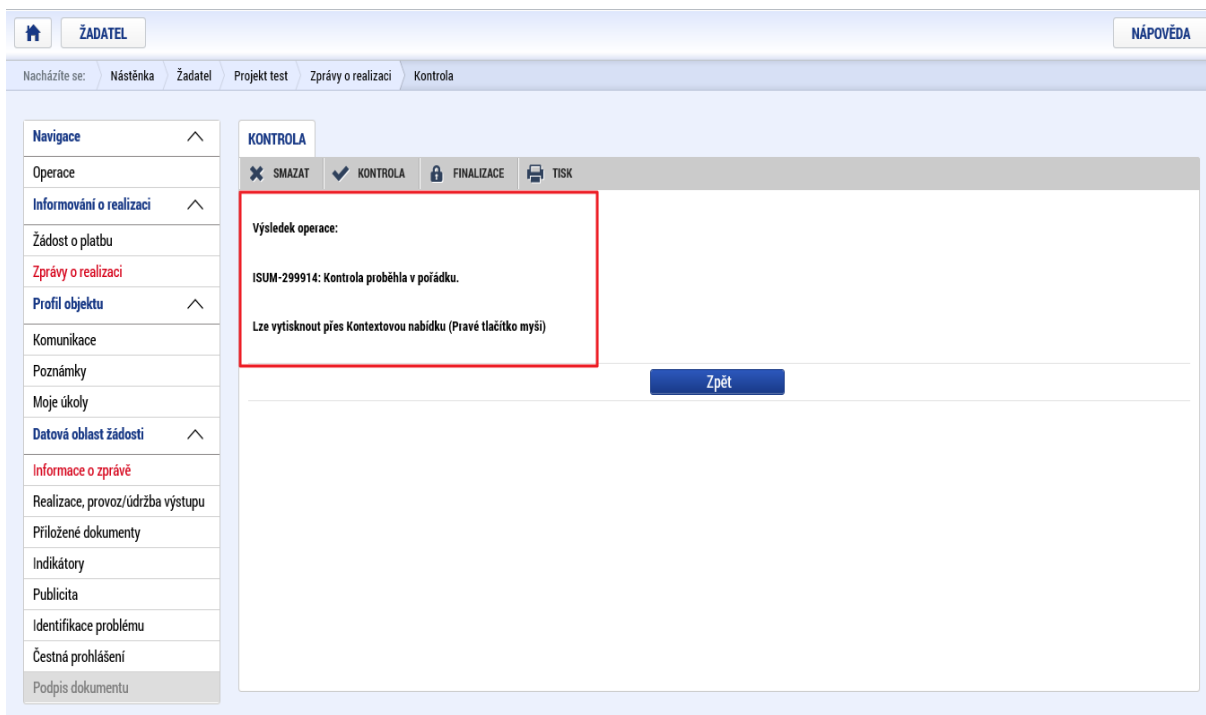 ŽADATEL
NÁPOVĚDA
Nacházíte se: Nástěnka Žadatel Projekt test Zprávy o realizaci Kontrola
Navigace
Operace
Informování o realizaci
Žádost o platbu
Zprávy o realizaci
Profil objektu
Komunikace
Poznámky
Moje úkoly
Datová oblast žádosti
Informace o zprávě
Realizace, provoz/údržba výstupu
Přiložené dokumenty
Indikátory
Publicita
Identifikace problému
Čestná prohlášení
Podpis dokumentu
KONTROLA
SMAZAT KONTROLA FINALIZACE TISK
Výsledek operace:
ISUM-299914: Kontrola proběhla v pořádku.
Lze vytisknout přes Kontextovou nabídku (Pravé tlačítko myši)
Zpět